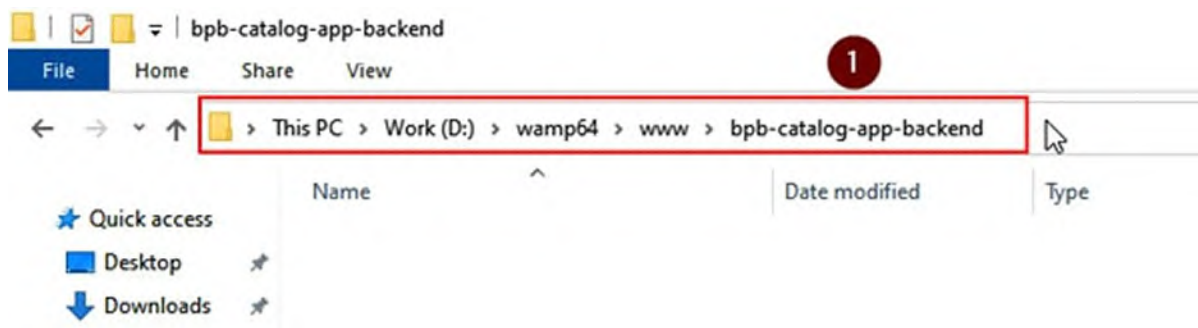 bpb-catalog-app-backend
File Home Share View
1
This PC > Work (D:) > wamp64 > www > bpb-catalog-app-backend
Name Date modified Type
Quick access
Desktop
Downloads